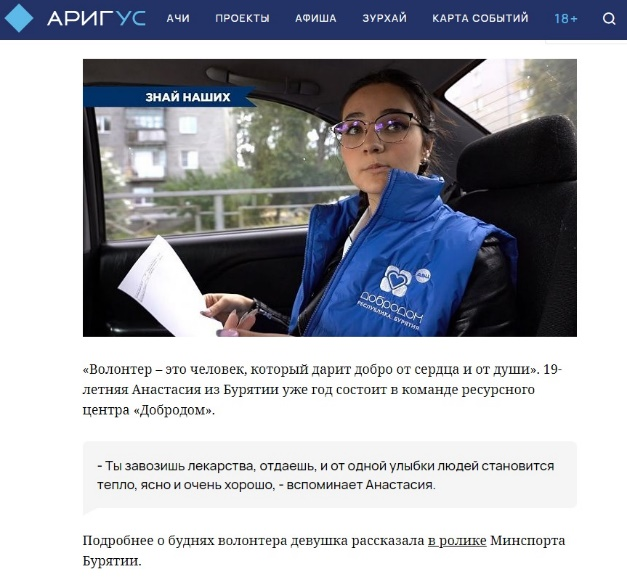 АРИГУС АЧИ ПРОЕКТЫ АФИША ЗУРХАЙ КАРТА СОБЫТИЙ 18+
ЗНАЙ НАШИХ
ДВЦ
ДОБРОДОМ
РЕСПУБЛИКА БУРЯТИЯ
«Волонтер – это человек, который дарит добро от сердца и от души». 19-
летняя Анастасия из Бурятии уже год состоит в команде ресурсного
центра «Добродом».
- Ты завозишь лекарства, отдаешь, и от одной улыбки людей становится
тепло, ясно и очень хорошо, - вспоминает Анастасия.
Подробнее о буднях волонтера девушка рассказала в ролике Минспорта
Бурятии.